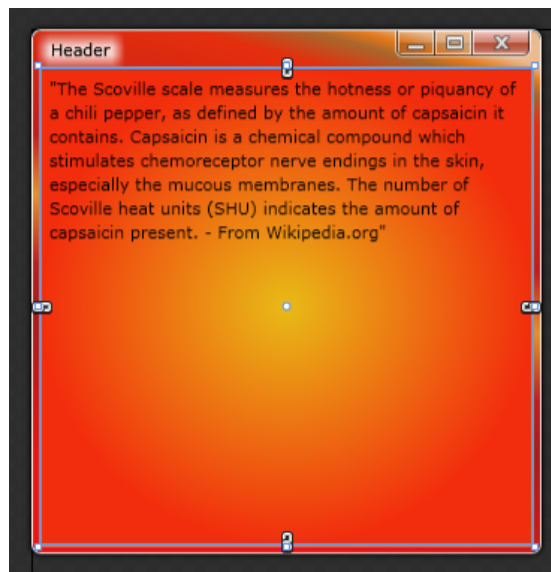 Header
"The Scoville scale measures the hotness or piquancy of
a chili pepper, as defined by the amount of capsaicin it
contains. Capsaicin is a chemical compound which
stimulates chemoreceptor nerve endings in the skin,
especially the mucous membranes. The number of
Scoville heat units (SHU) indicates the amount of
capsaicin present. - From Wikipedia.org"